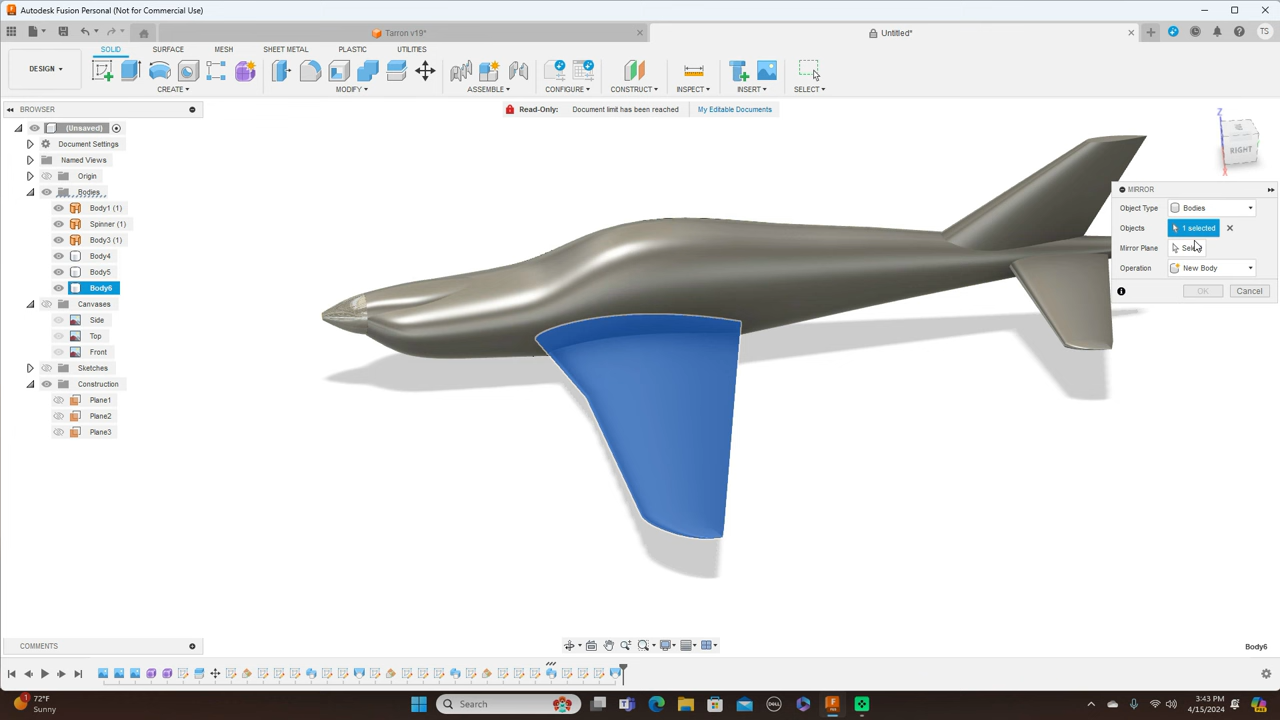 Autodesk Fusion Personal (Not for Commercial Use)
Tarron v19*
Untitled*
TS
DESIGN
SOLID SURFACE MESH SHEET METAL PLASTIC UTILITIES
CREATE MODIFY ASSEMBLE CONFIGURE CONSTRUCT INSPECT INSERT SELECT
BROWSER
Read-Only: Document limit has been reached My Editable Documents
(Unsaved)
Document Settings
Named Views
Origin
Bodies
Body1 (1)
Spinner (1)
Body3 (1)
Body4
Body5
Body6
Canvases
Side
Top
Front
Sketches
Construction
Plane1
Plane2
Plane3
Z
RIGHT
MIRROR
Object Type Bodies
Objects 1 selected
Mirror Plane
Operation New Body
OK Cancel
COMMENTS
Body6
72°F
Sunny
Search
3:43 PM
4/15/2024